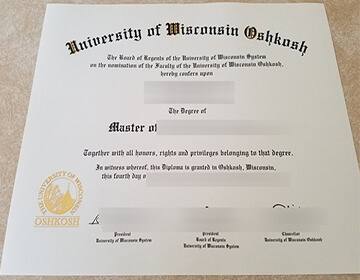 University of Wisconsin Oshkosh
The Board of Regents of the University of Wisconsin System
on the nomination of the Faculty of the University of Wisconsin Oshkosh,
hereby confers upon
The Degree of
Master of
Together with all honors, rights and privileges belonging to that degree.
In witness whereof, this Diploma is granted in Oshkosh, Wisconsin,
this fourth day o
THE UNIVERSITY OF WISCONSIN
OSHKOSH
President
University of Wisconsin System
President
Board of Regents
University of Wisconsin System
Chancellor
University of Wisconsin Oshkosh